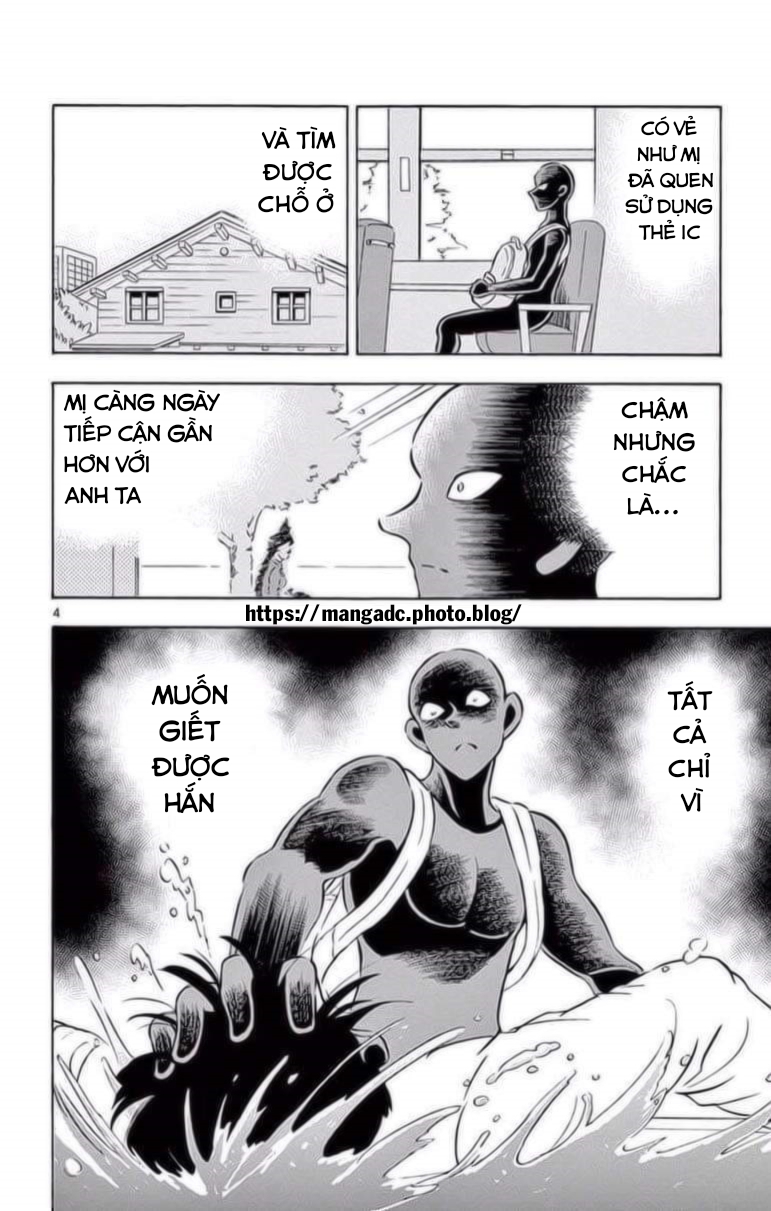 CÓ VẺ
NHƯ MỊ
ĐÃ QUEN
SỬ DỤNG
THẺ IC
VÀ TÌM
ĐƯỢC
CHỖ Ở
CHẬM
NHƯNG
CHẮC
LÀ...
MỊ CÀNG NGÀY
TIẾP CẬN GẦN
HƠN VỚI
ANH TA
4
https://mangadc.photo.blog/
TẤT
CẢ
CHỈ
VÌ
MUỐN
GIẾT
ĐƯỢC
HẮN